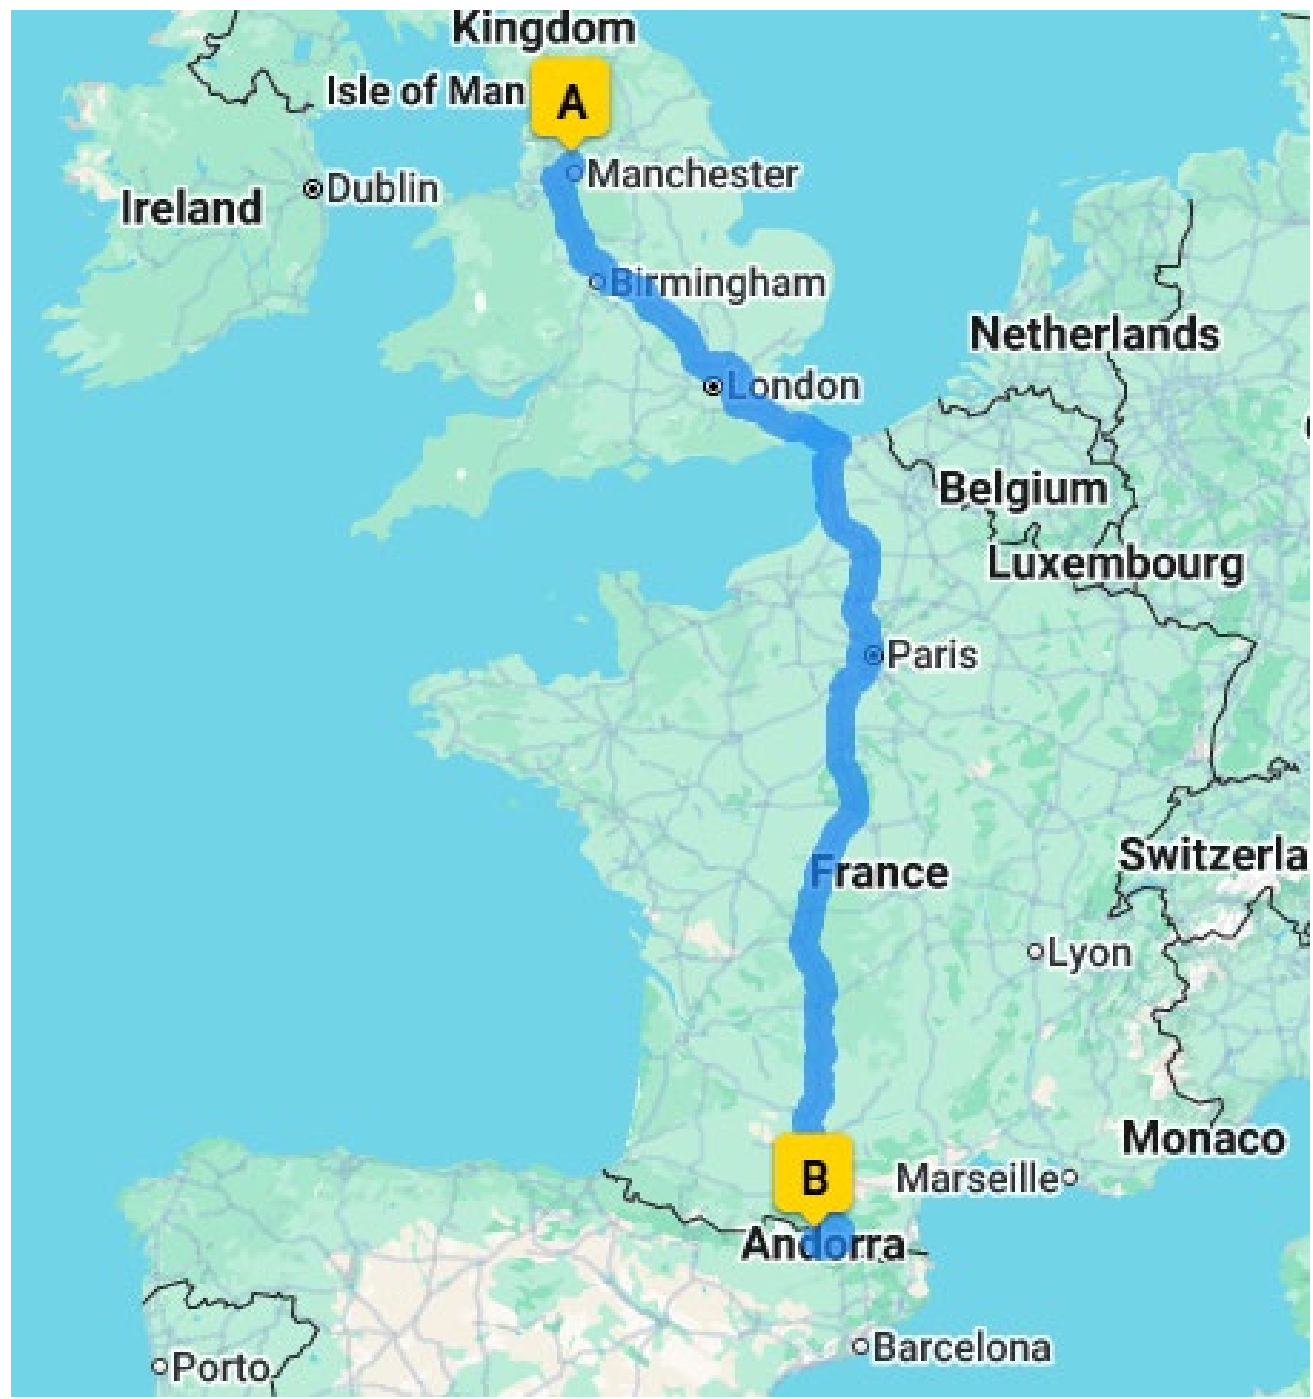 Kingdom
Isle of Man
A
Manchester
Dublin
Ireland
Birmingham
Netherlands
London
Belgium
Luxembourg
Paris
Switzerla
France
Lyon
Monaco
B
Marseille
Andorra
Barcelona
Porto